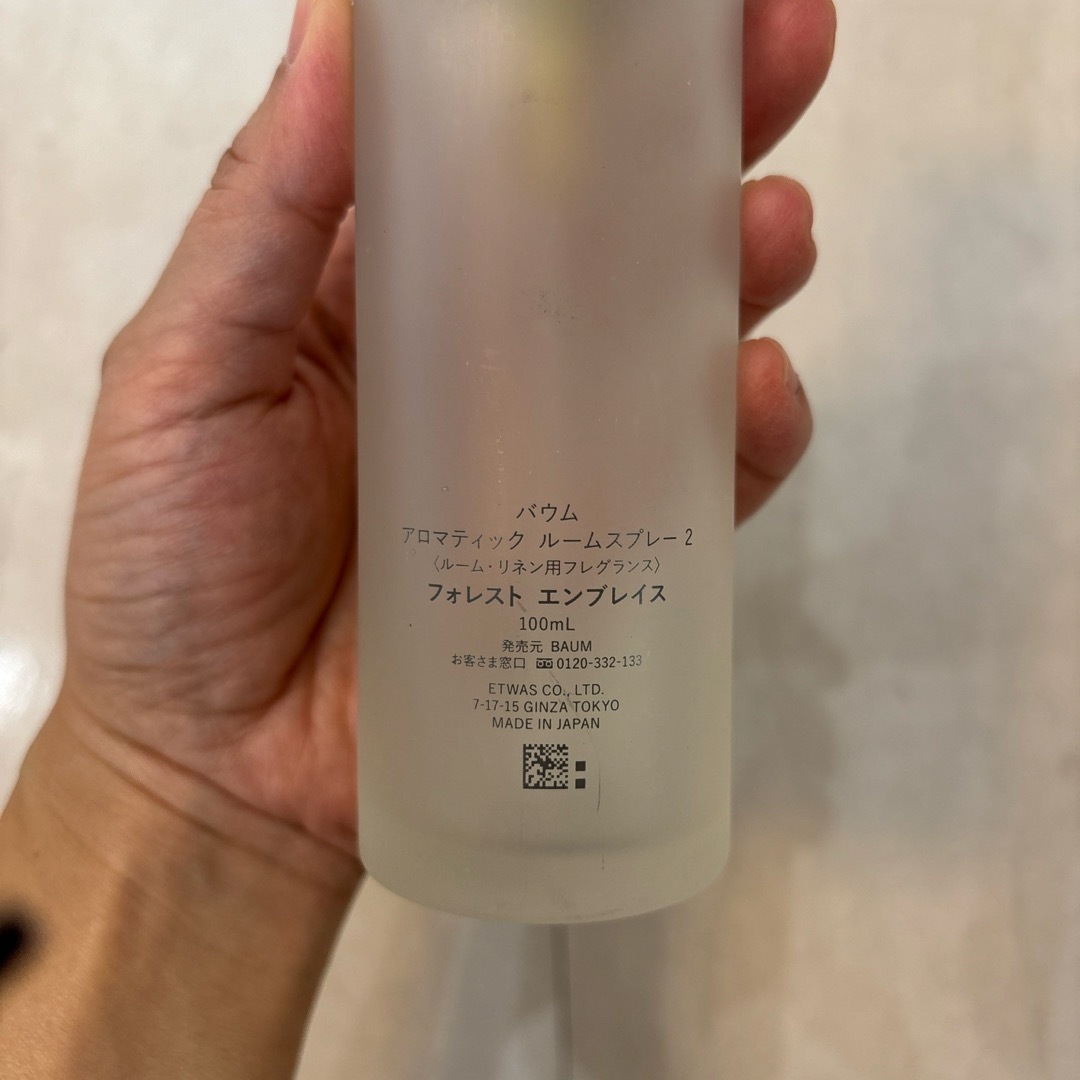 バウム
アロマティック ルームスプレー 2
〈ルーム・リネン用フレグランス〉
フォレスト エンブレイス
100mL
発売元 BAUM
お客さま窓口 0120-332-133
ETWAS CO., LTD.
7-17-15 GINZA TOKYO
MADE IN JAPAN